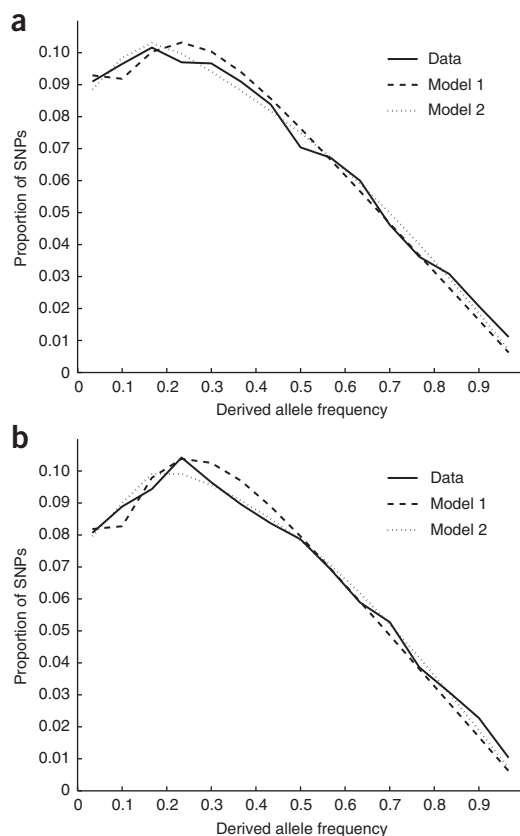 a
0.10
0.09
0.08
0.07
0.06
0.05
0.04
0.03
0.02
0.01
0
Proportion of SNPs
Data
Model 1
Model 2
0 0.1 0.2 0.3 0.4 0.5 0.6 0.7 0.8 0.9
Derived allele frequency
b
0.10
0.09
0.08
0.07
0.06
0.05
0.04
0.03
0.02
0.01
0
Proportion of SNPs
Data
Model 1
Model 2
0 0.1 0.2 0.3 0.4 0.5 0.6 0.7 0.8 0.9
Derived allele frequency